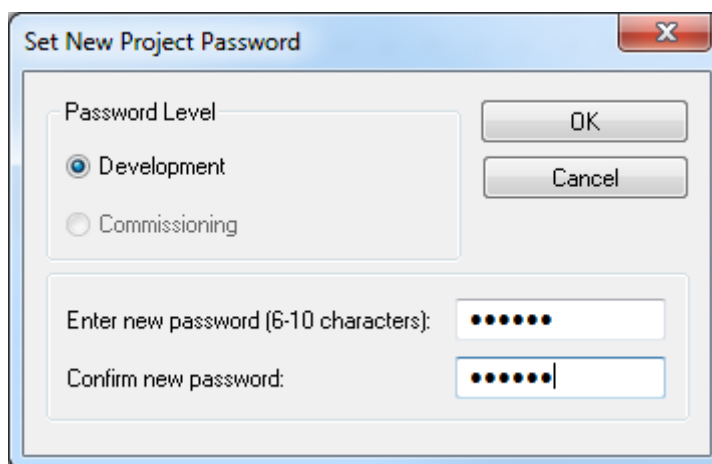 Set New Project Password
Password Level
OK
Development
Cancel
Commissioning
Enter new password (6-10 characters): ●●●●●●
Confirm new password: ●●●●●●